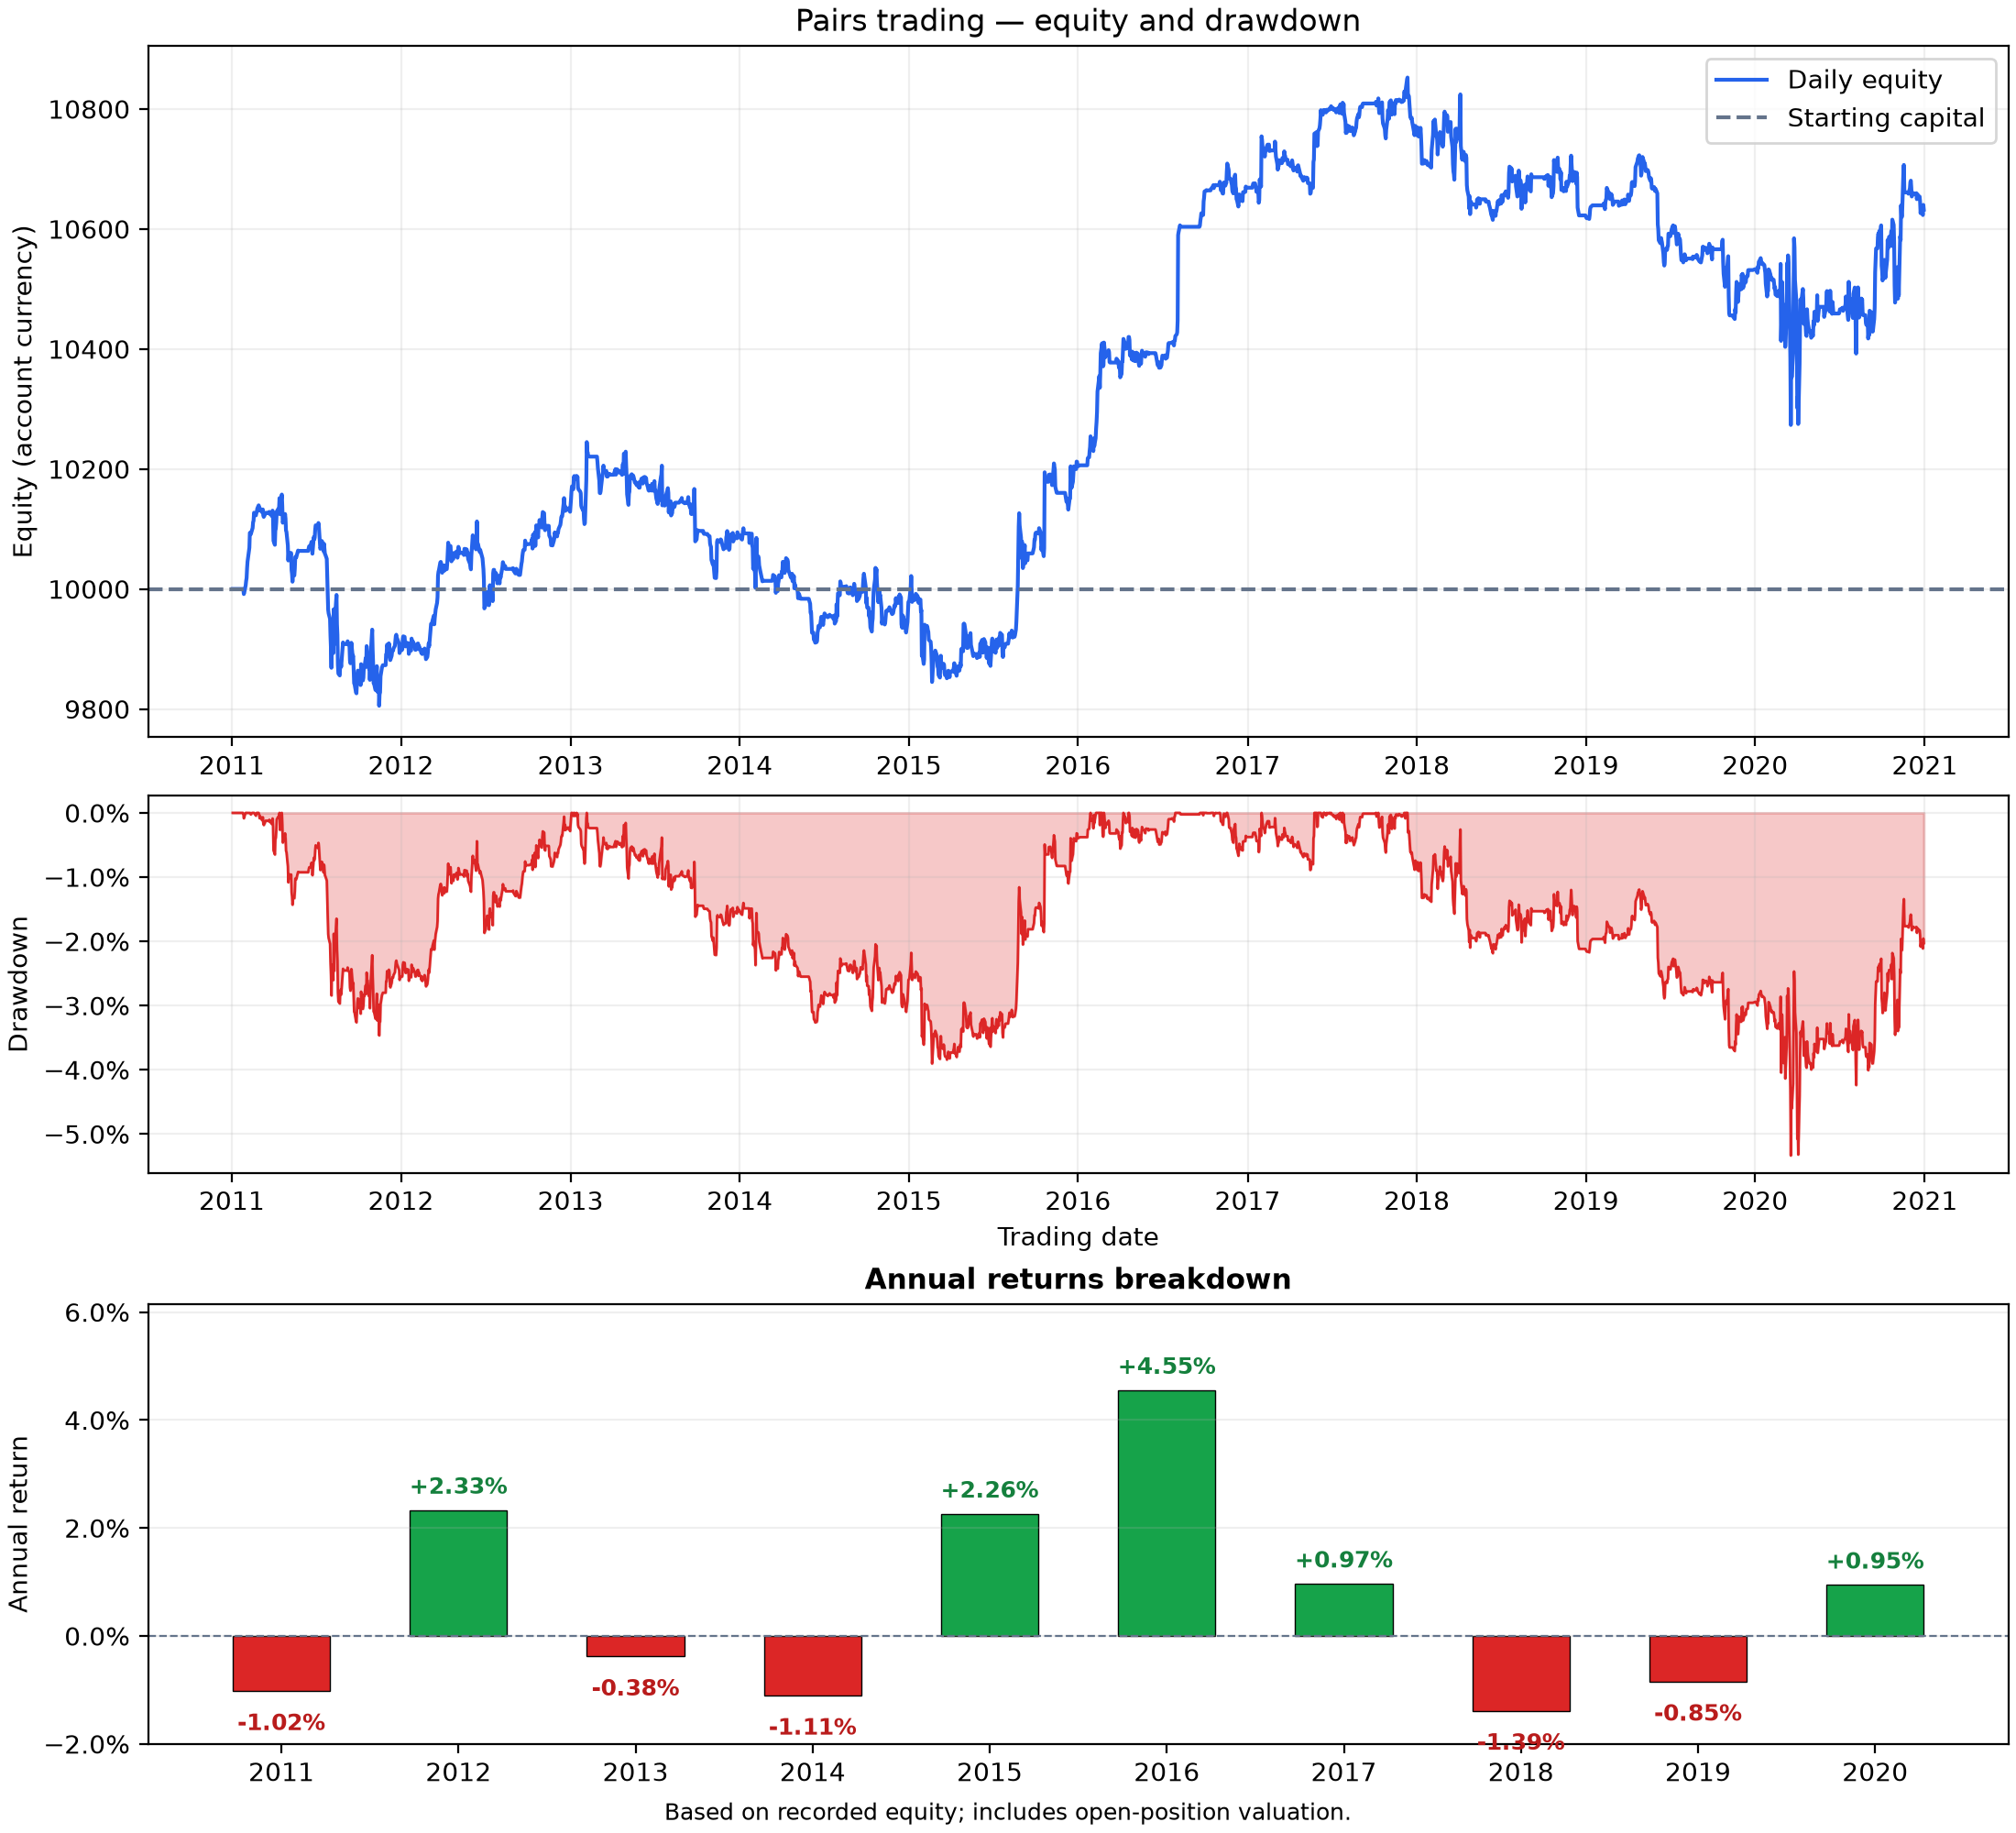 Pairs trading — equity and drawdown
Daily equity
Starting capital
Equity (account currency)
10800
10600
10400
10200
10000
9800
2011 2012 2013 2014 2015 2016 2017 2018 2019 2020 2021
Drawdown
0.0%
−1.0%
−2.0%
−3.0%
−4.0%
−5.0%
2011 2012 2013 2014 2015 2016 2017 2018 2019 2020 2021
Trading date
Annual returns breakdown
Annual return
6.0%
4.0%
2.0%
0.0%
−2.0%
-1.02%
+2.33%
-0.38%
-1.11%
+2.26%
+4.55%
+0.97%
-1.39%
-0.85%
+0.95%
2011 2012 2013 2014 2015 2016 2017 2018 2019 2020
Based on recorded equity; includes open-position valuation.